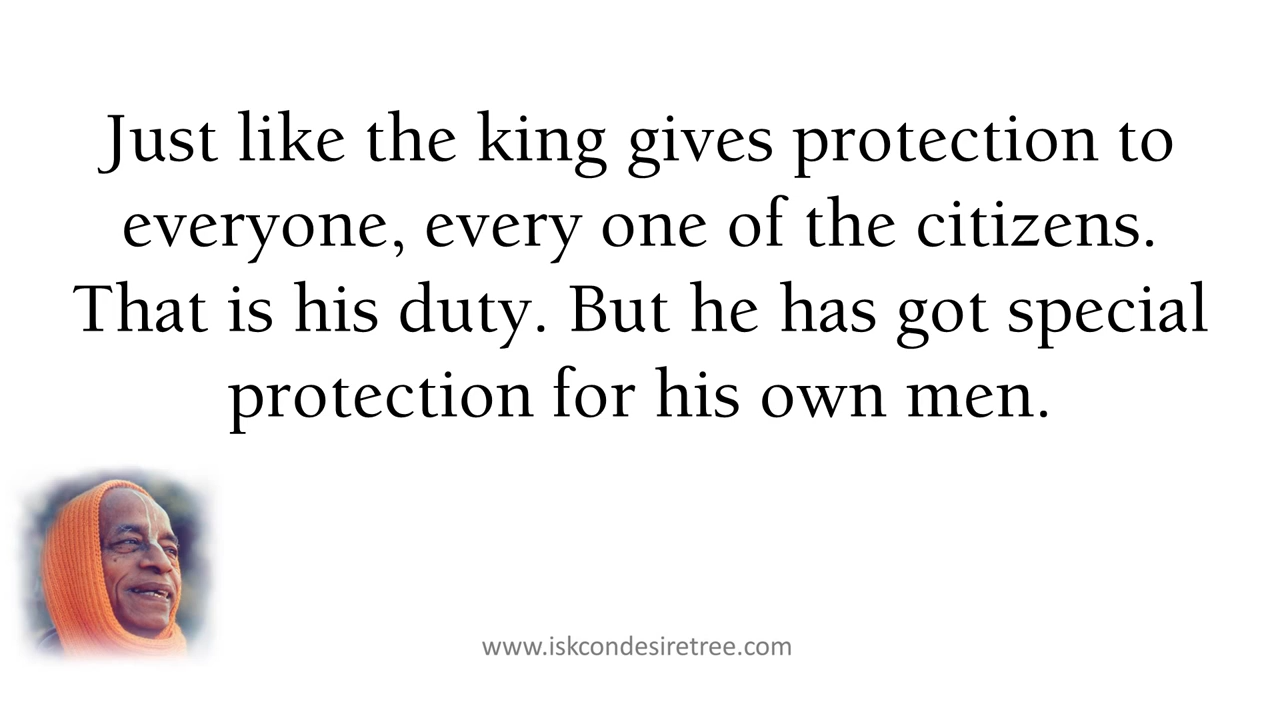 Just like the king gives protection to
everyone, every one of the citizens.
That is his duty. But he has got special
protection for his own men.
www.iskcondesiretree.com